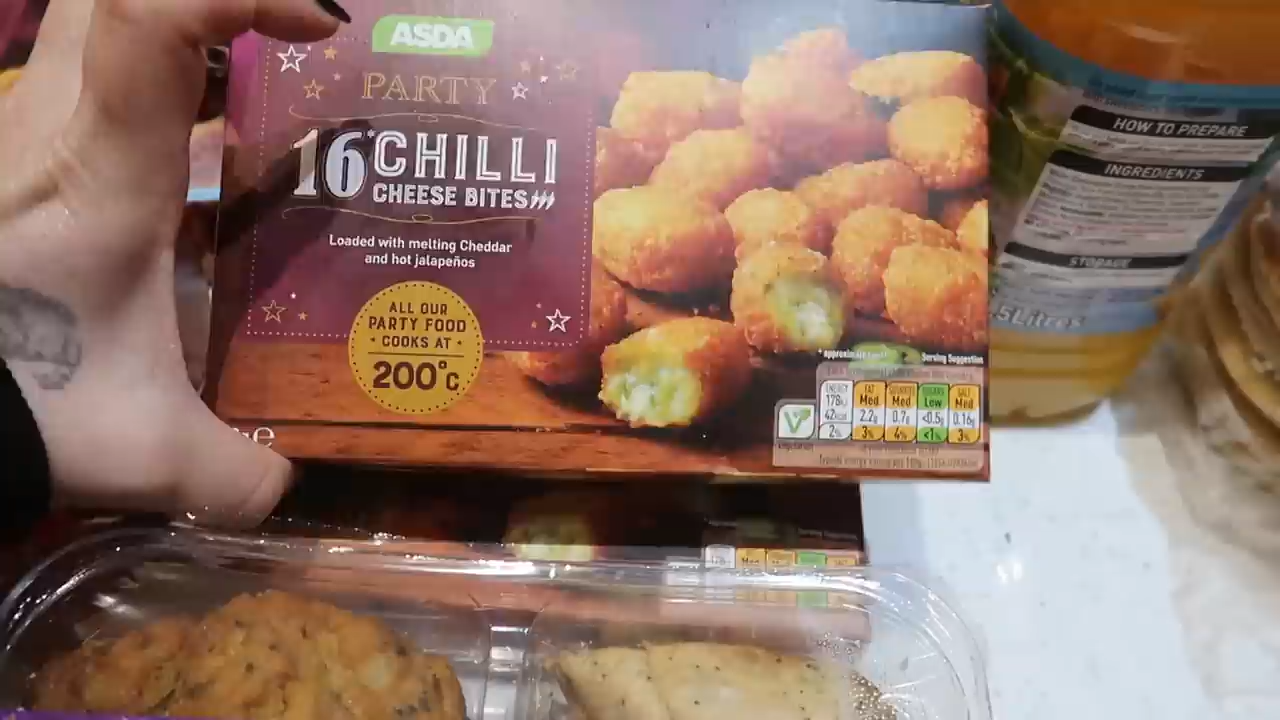 ASDA
PARTY
16* CHILLI
CHEESE BITES
Loaded with melting Cheddar
and hot jalapeños
ALL OUR
PARTY FOOD
COOKS AT
200°C
* approximate
Serving Suggestion
ENERGY FAT SUGARS SALT
178kJ Med Med Low Med
42kcal 2.2g 0.7g <0.5g 0.16g
2% 3% 4% <1% 3%
V
e
HOW TO PREPARE
INGREDIENTS
STORAGE
.5Litres